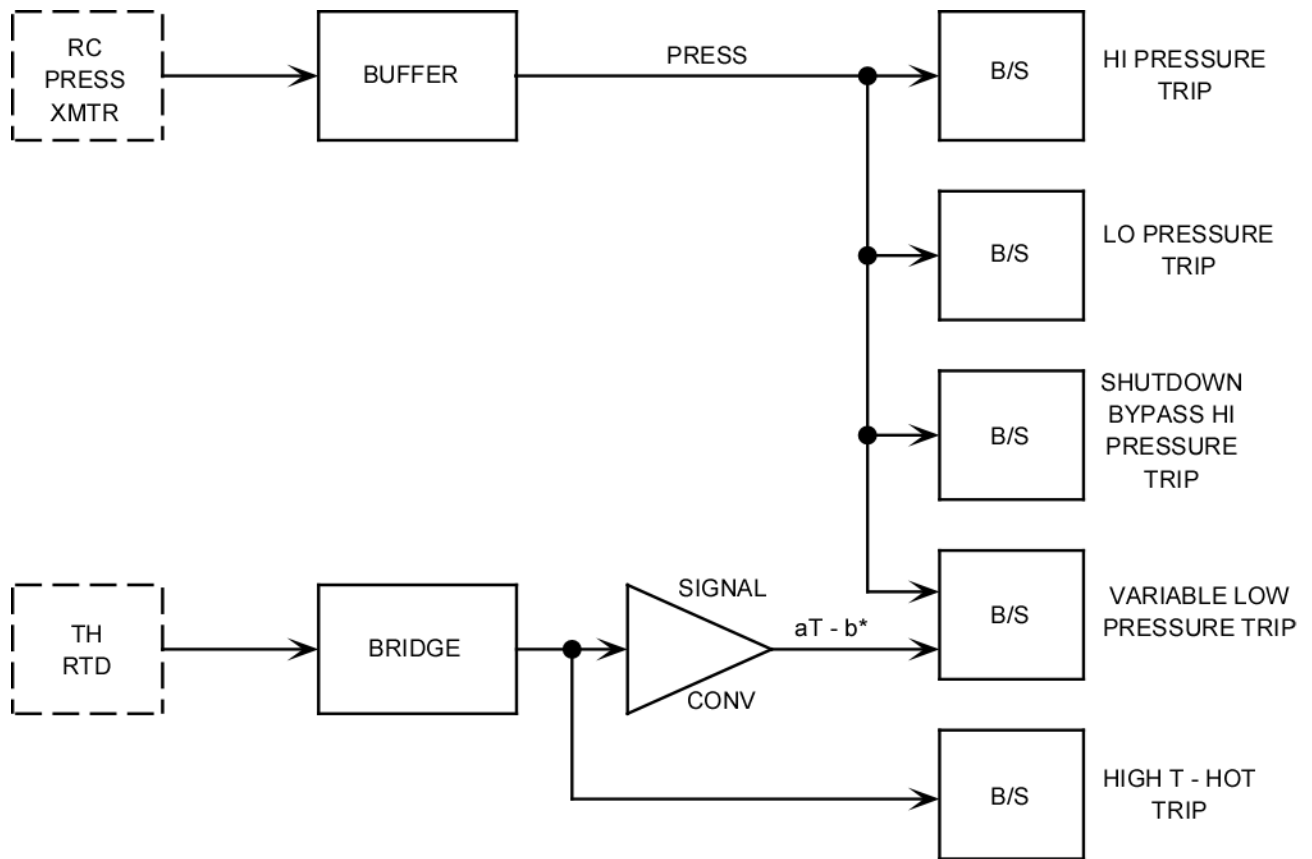 RC
PRESS
XMTR
BUFFER
PRESS
B/S
HI PRESSURE
TRIP
B/S
LO PRESSURE
TRIP
B/S
SHUTDOWN
BYPASS HI
PRESSURE
TRIP
TH
RTD
BRIDGE
SIGNAL
CONV
aT - b*
B/S
VARIABLE LOW
PRESSURE TRIP
B/S
HIGH T - HOT
TRIP